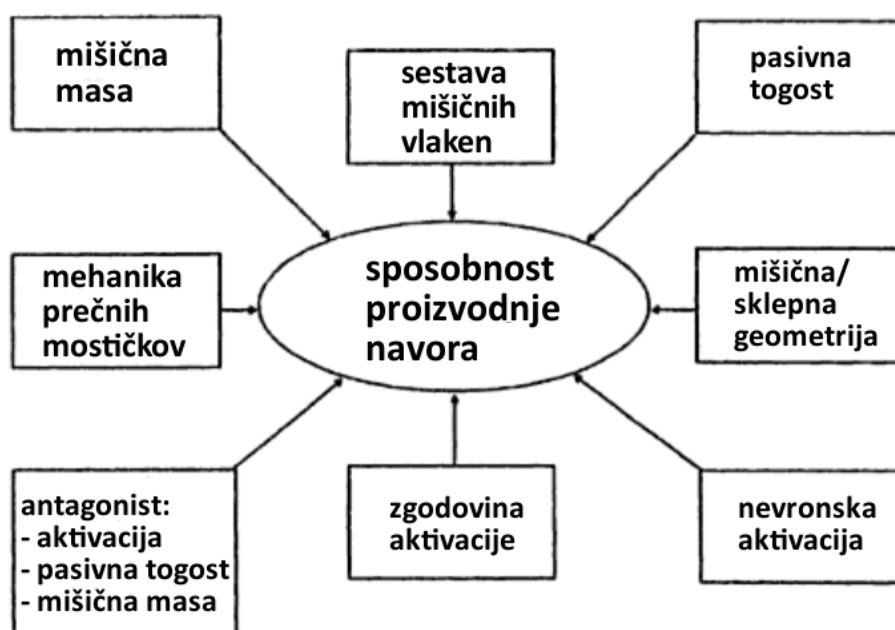 mišična
masa
sestava
mišičnih
vlaken
pasivna
togost
mehanika
prečnih
mostičkov
sposobnost
proizvodnje
navora
mišična/
sklepna
geometrija
antagonist:
- aktivacija
- pasivna togost
- mišična masa
zgodovina
aktivacije
nevronska
aktivacija